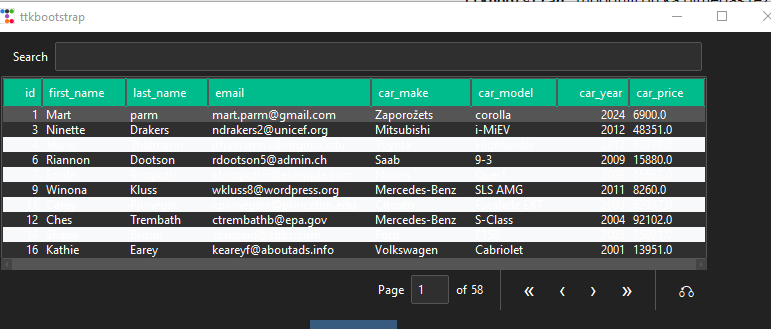 ttkbootstrap
Search
id first_name last_name email car_make car_model car_year car_price
1 Mart parm mart.parm@gmail.com Zaporožets corolla 2024 6900.0
3 Ninette Drakers ndrakers2@unicef.org Mitsubishi i-MiEV 2012 48351.0
6 Riannon Dootson rdootson5@admin.ch Saab 9-3 2009 15880.0
9 Winona Kluss wkluss8@wordpress.org Mercedes-Benz SLS AMG 2011 8260.0
12 Ches Trembath ctrembathb@epa.gov Mercedes-Benz S-Class 2004 92102.0
16 Kathie Earey keareyf@aboutads.info Volkswagen Cabriolet 2001 13951.0
Page 1 of 58 « ‹ › »